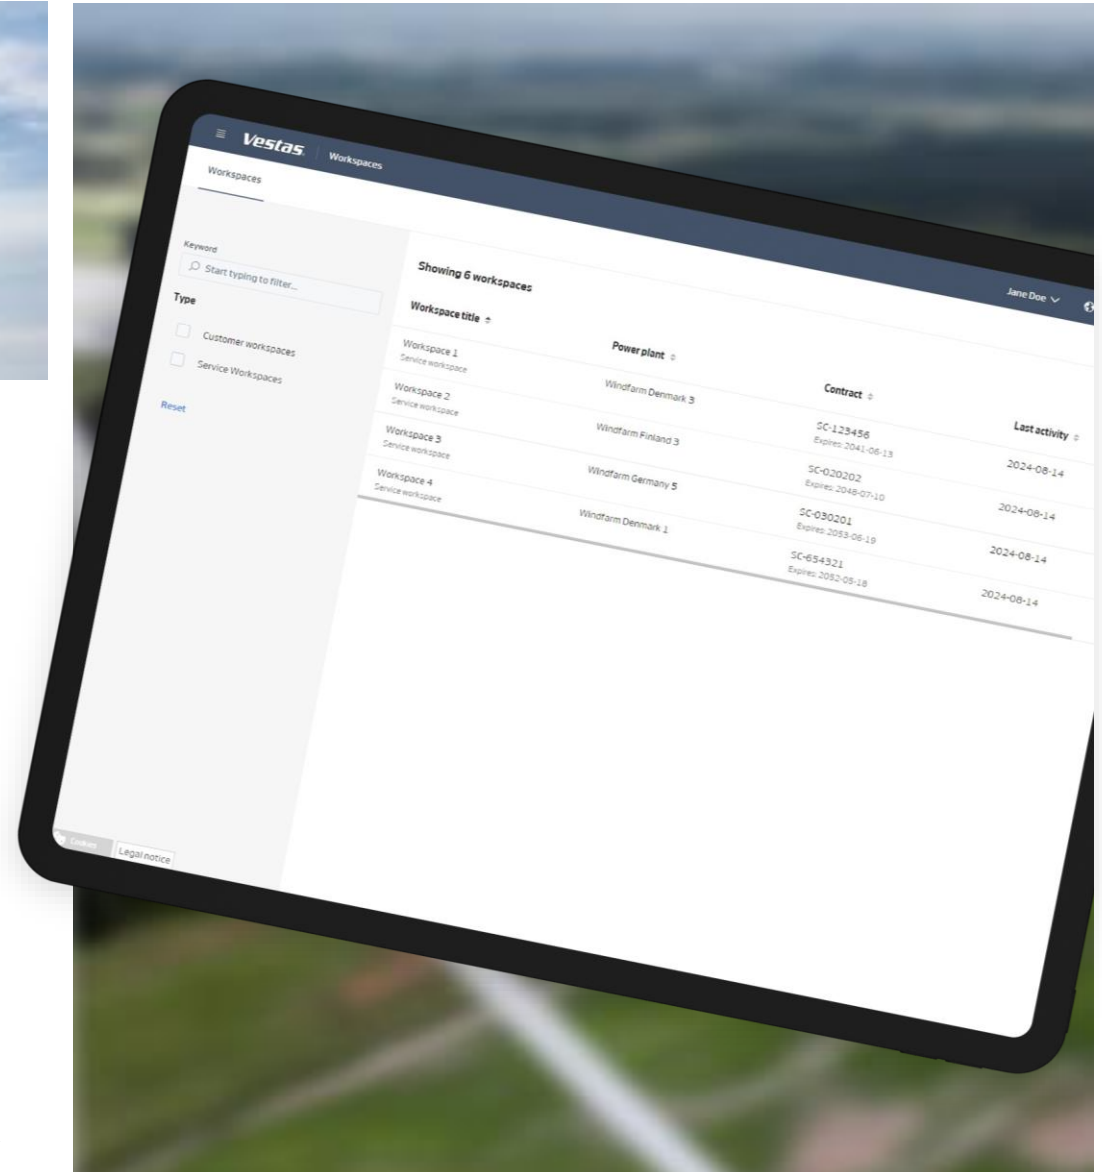 Vestas. Workspaces
Jane Doe
Workspaces
Keyword
Start typing to filter...
Type
Customer workspaces
Service Workspaces
Reset
Showing 6 workspaces
Workspace title Power plant Contract Last activity
Workspace 1 Windfarm Denmark 3 SC-123456 2024-08-14
Service workspace Expires: 2041-06-13
Workspace 2 Windfarm Finland 3 SC-020202 2024-08-14
Service workspace Expires: 2048-07-10
Workspace 3 Windfarm Germany 5 SC-030201 2024-08-14
Service workspace Expires: 2053-06-19
Workspace 4 Windfarm Denmark 1 SC-654321 2024-08-14
Service workspace Expires: 2052-05-18
Cookies Legal notice